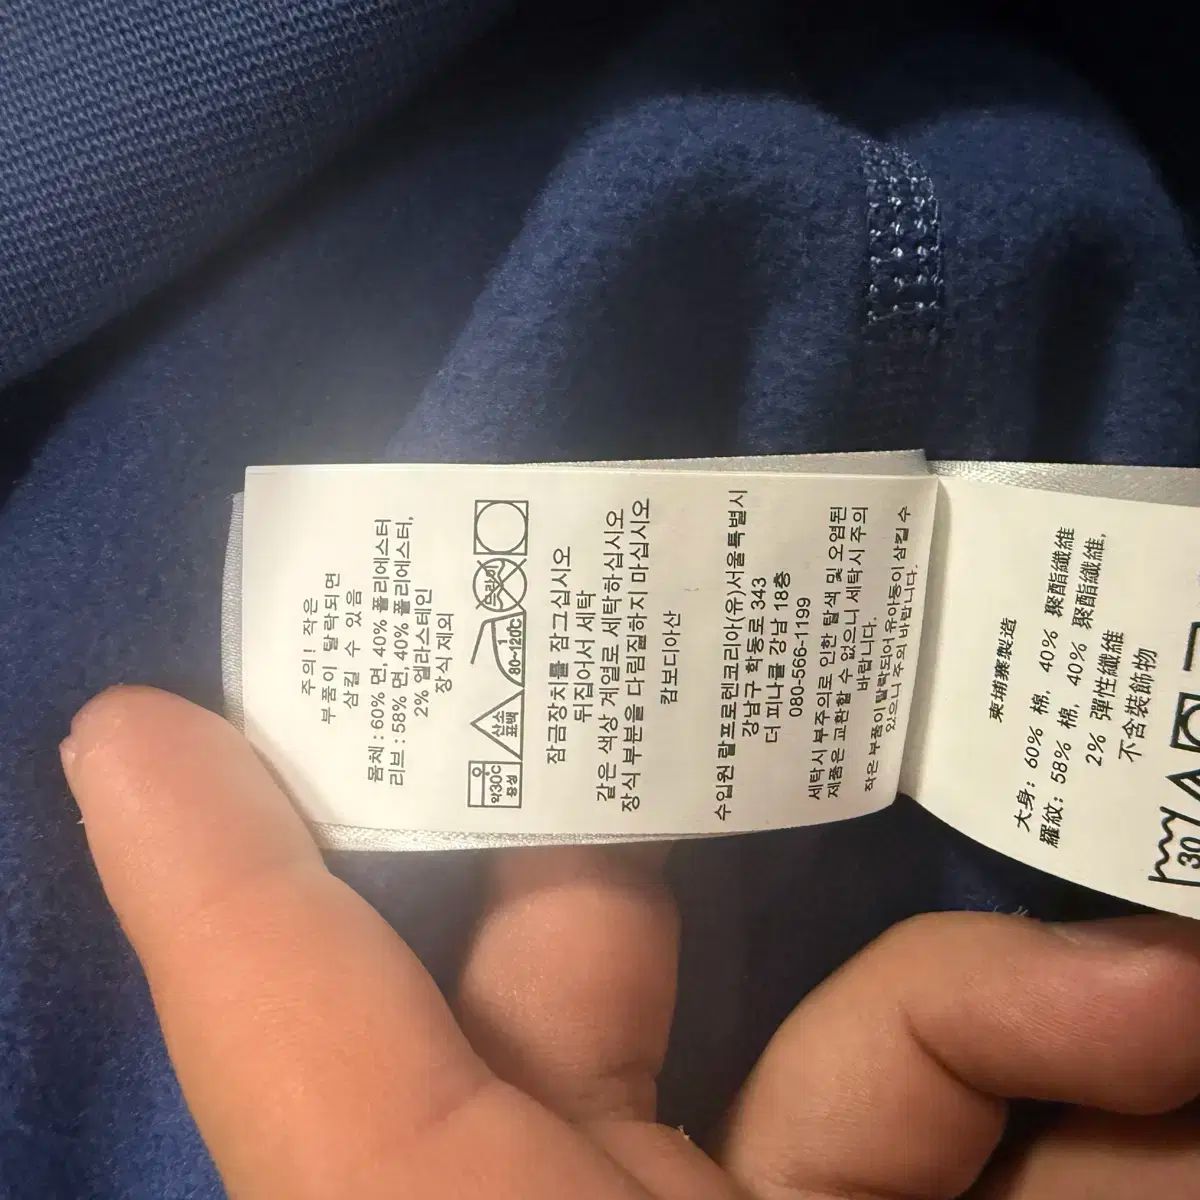 주의! 작은
부품이 탈락되면
삼킬 수 있음
몸체 : 60% 면, 40% 폴리에스터
리브 : 58% 면, 40% 폴리에스터,
2% 엘라스테인
장식 제외
약30℃
중성
산소
표백
80-120℃
잠금장치를 잠그십시오
뒤집어서 세탁
같은 색상 계열로 세탁하십시오
장식 부분을 다림질하지 마십시오
캄보디아산
수입원 랄프로렌코리아(유)서울특별시
강남구 학동로 343
더 피나클 강남 18층
080-566-1199
세탁시 부주의로 인한 탈색 및 오염된
제품은 교환할 수 없으니 세탁시 주의
바랍니다.
작은 부품이 탈락되어 유아동이 삼킬 수
있으니 주의 바랍니다.
柬埔寨製造
大身: 60% 棉, 40% 聚酯纖維
羅紋: 58% 棉, 40% 聚酯纖維,
2% 彈性纖維
不含裝飾物
30